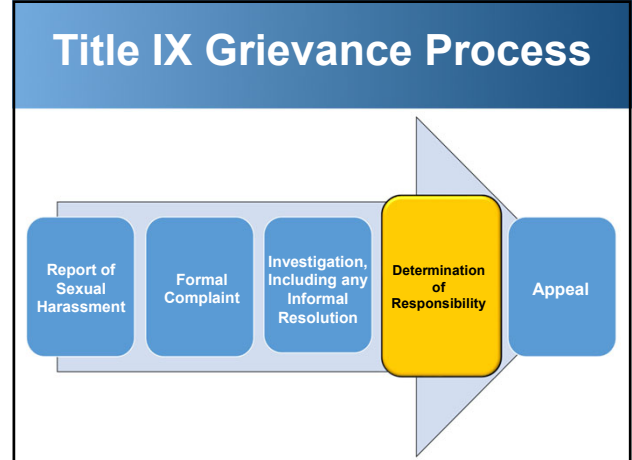 Title IX Grievance Process
Report of
Sexual
Harassment
Formal
Complaint
Investigation,
Including any
Informal
Resolution
Determination
of
Responsibility
Appeal